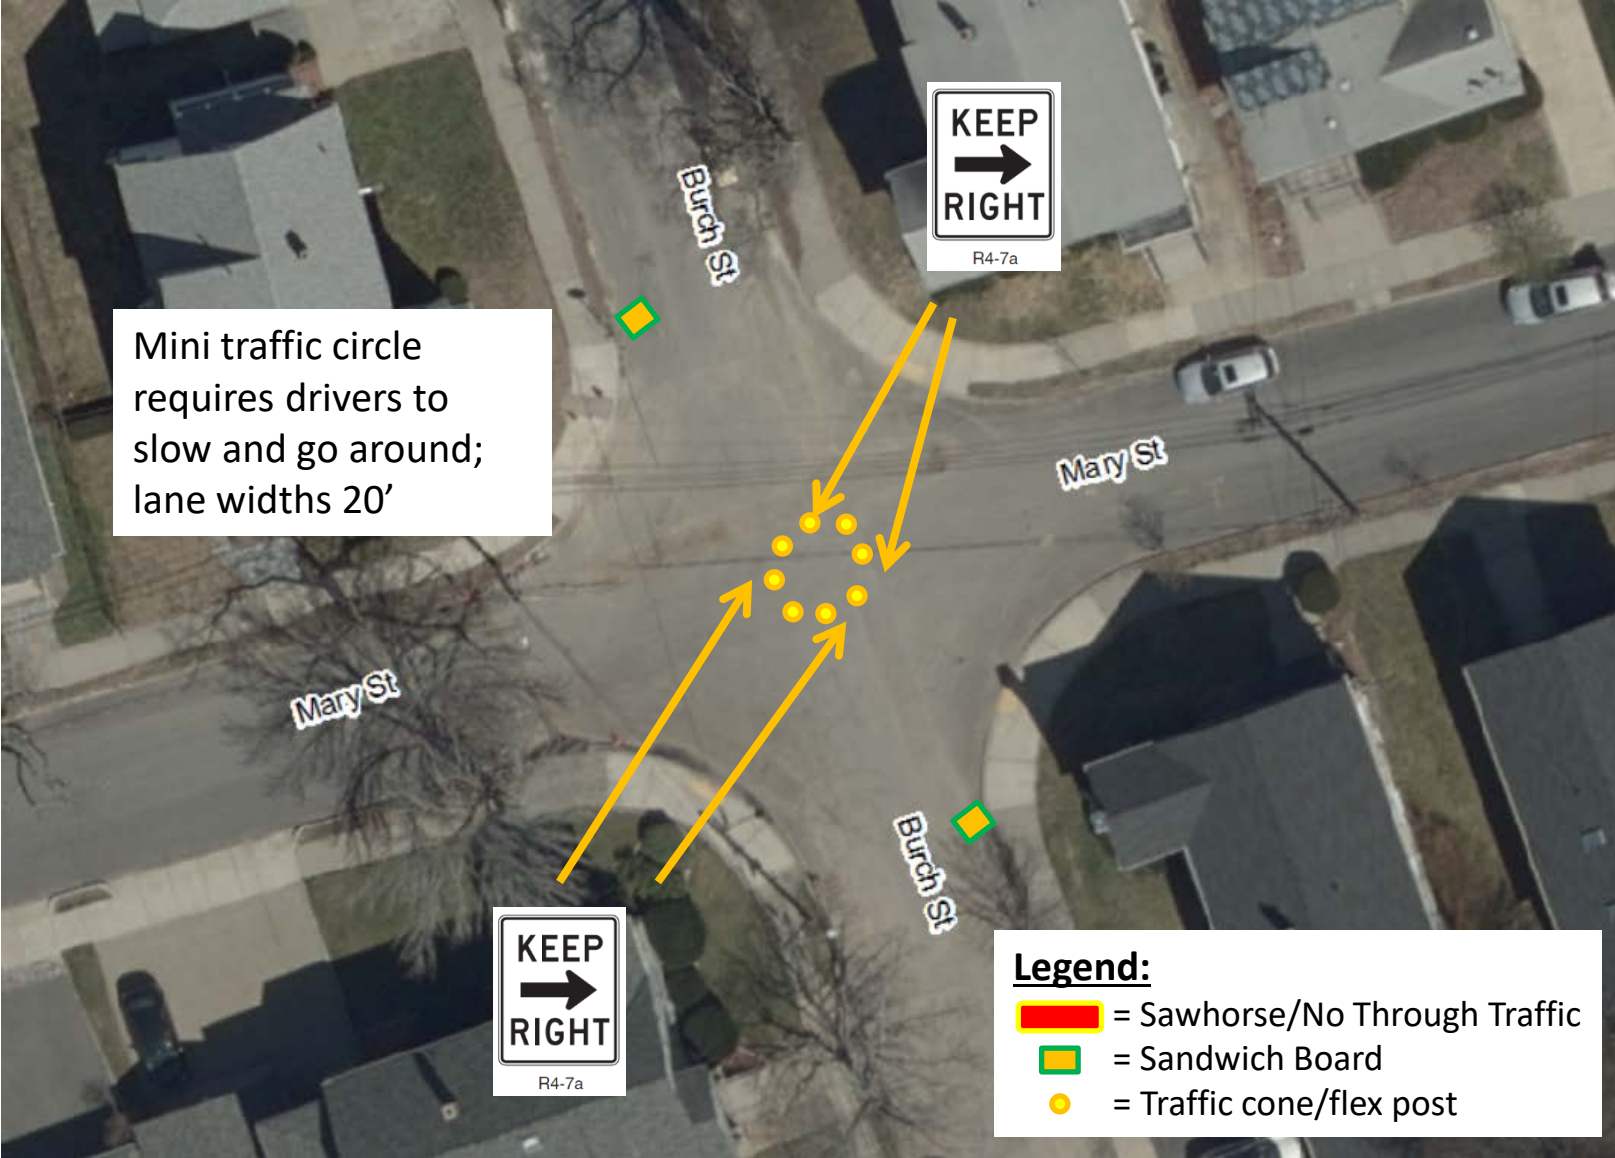 KEEP
RIGHT
R4-7a
Burch St
Mini traffic circle
requires drivers to
slow and go around;
lane widths 20’
Mary St
Mary St
Burch St
KEEP
RIGHT
R4-7a
Legend:
= Sawhorse/No Through Traffic
= Sandwich Board
= Traffic cone/flex post